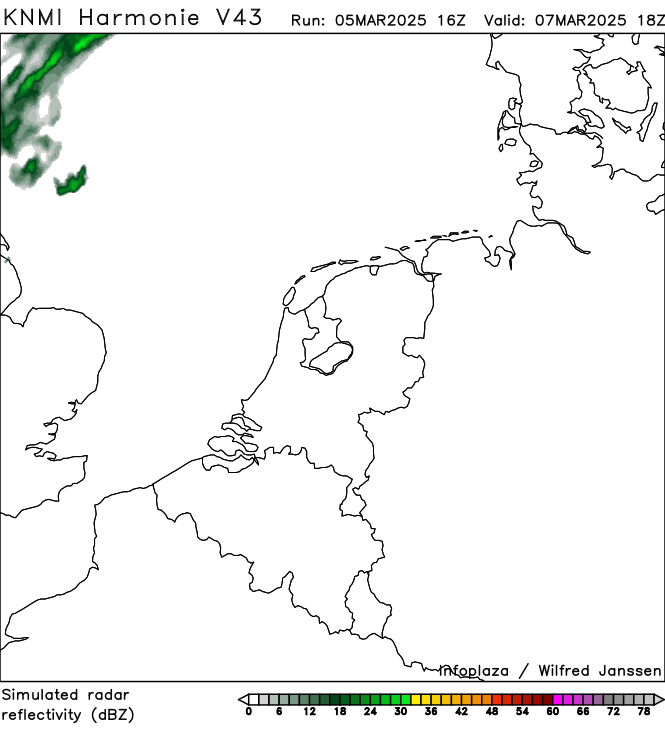 KNMI Harmonie V43 Run: 05MAR2025 16Z Valid: 07MAR2025 18Z
infoplaza / Wilfred Janssen
Simulated radar
reflectivity (dBZ)
0 6 12 18 24 30 36 42 48 54 60 66 72 78